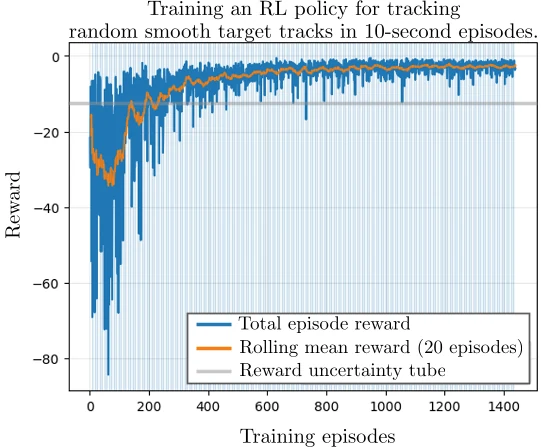 Training an RL policy for tracking
random smooth target tracks in 10-second episodes.
0
−20
−40
−60
−80
Reward
Total episode reward
Rolling mean reward (20 episodes)
Reward uncertainty tube
0 200 400 600 800 1000 1200 1400
Training episodes